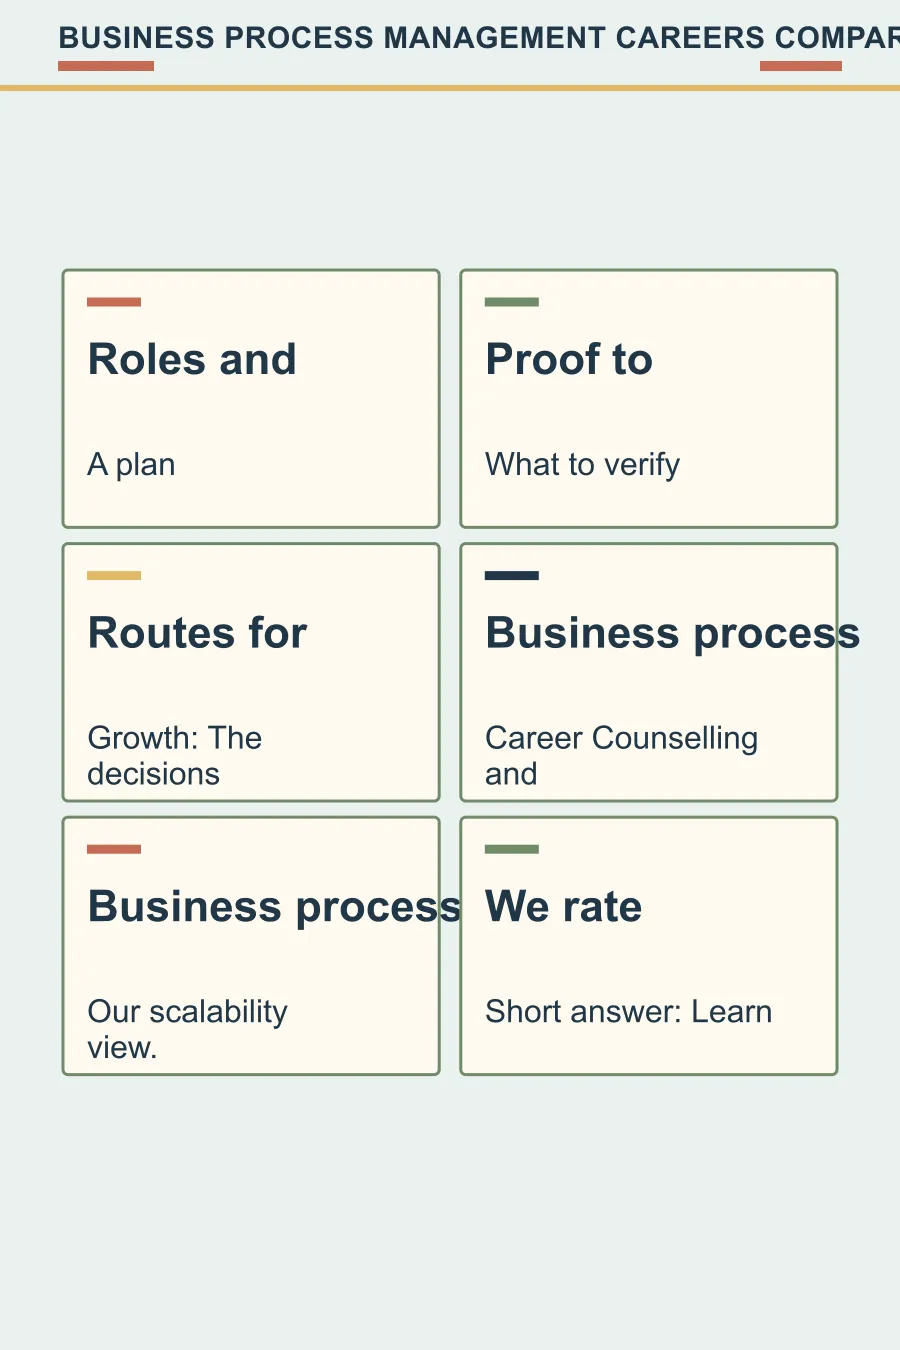 BUSINESS PROCESS MANAGEMENT CAREERS COMPAR
Roles and
A plan
Proof to
What to verify
Routes for
Growth: The
decisions
Business process
Career Counselling
and
Business process
Our scalability
view.
We rate
Short answer: Learn